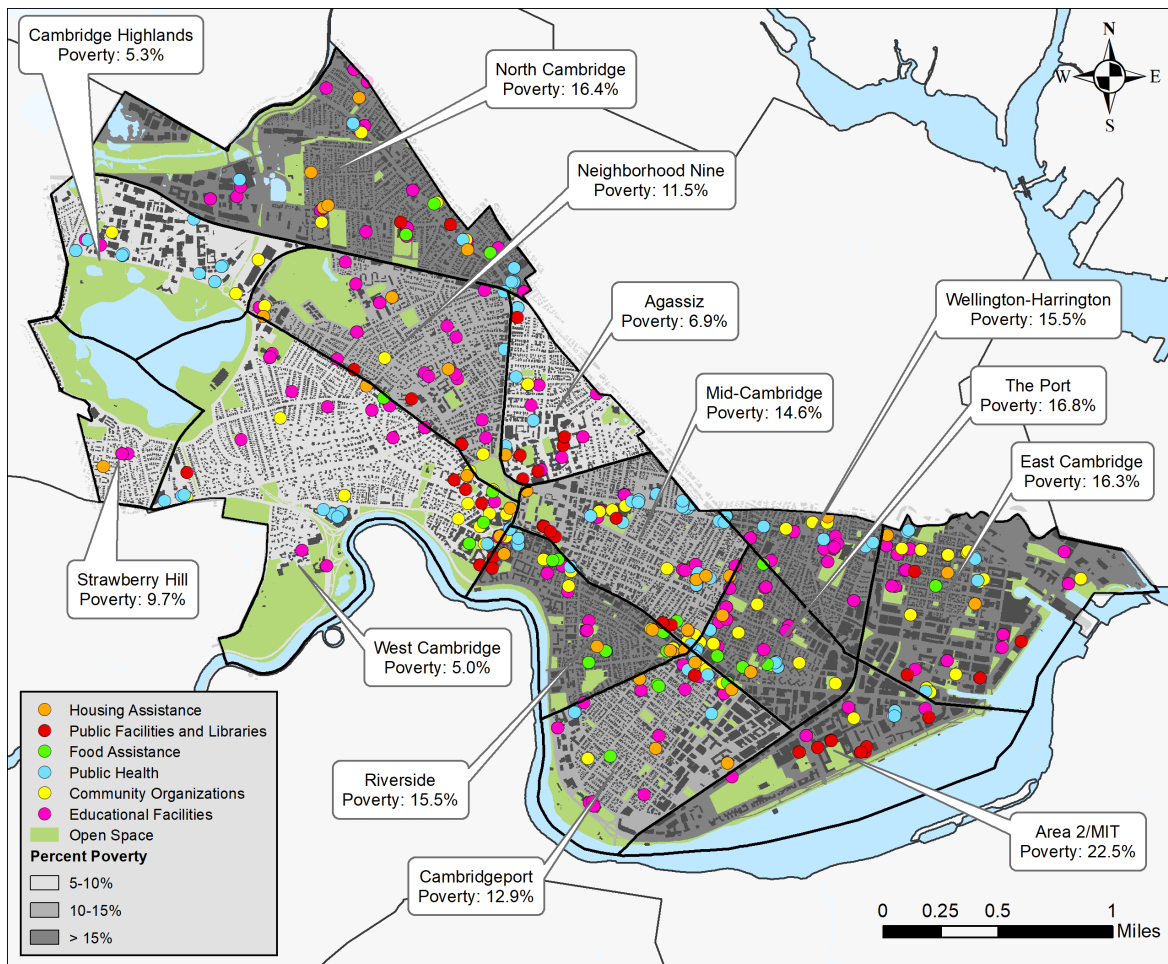 Cambridge Highlands
Poverty: 5.3%
North Cambridge
Poverty: 16.4%
N
W
E
S
Neighborhood Nine
Poverty: 11.5%
Agassiz
Poverty: 6.9%
Wellington-Harrington
Poverty: 15.5%
Mid-Cambridge
Poverty: 14.6%
The Port
Poverty: 16.8%
East Cambridge
Poverty: 16.3%
Strawberry Hill
Poverty: 9.7%
West Cambridge
Poverty: 5.0%
Housing Assistance
Public Facilities and Libraries
Food Assistance
Public Health
Community Organizations
Educational Facilities
Open Space
Percent Poverty
5-10%
10-15%
> 15%
Riverside
Poverty: 15.5%
Area 2/MIT
Poverty: 22.5%
Cambridgeport
Poverty: 12.9%
0 0.25 0.5 1
Miles